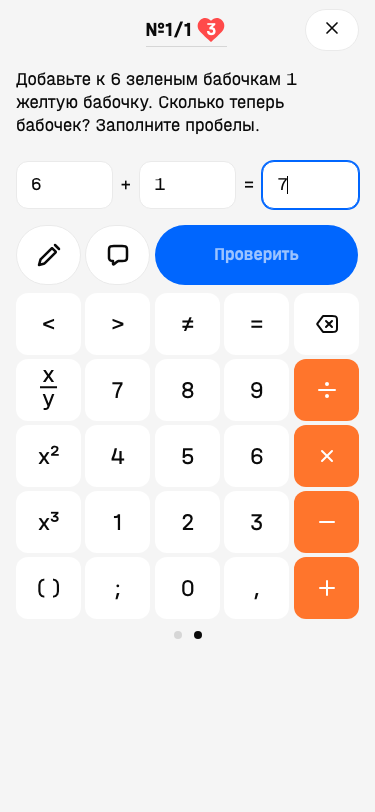 №1/1 3
Добавьте к 6 зеленым бабочкам 1
желтую бабочку. Сколько теперь
бабочек? Заполните пробелы.
6 + 1 = 7
Проверить
< > ≠ =
x/y 7 8 9 ÷
x² 4 5 6 ×
x³ 1 2 3 −
( ) ; 0 , +